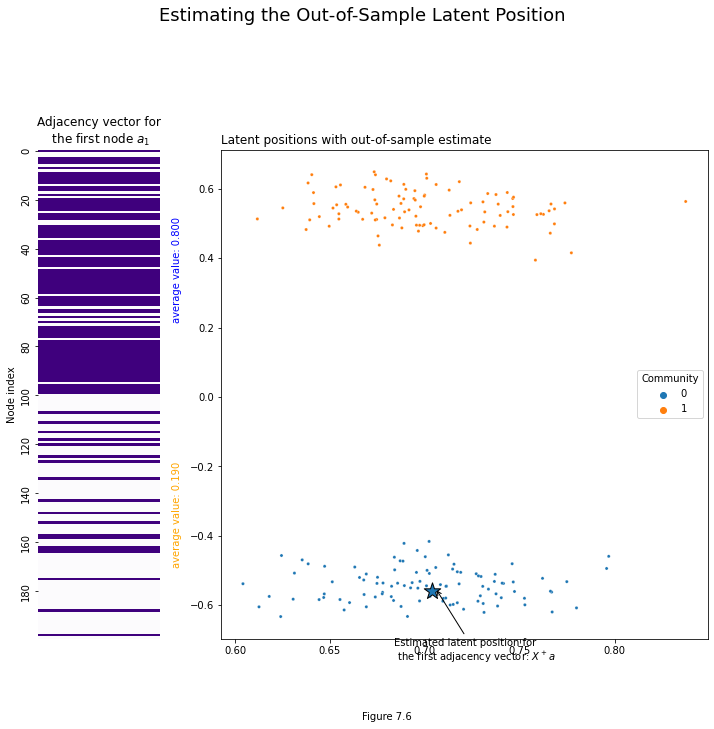 Estimating the Out-of-Sample Latent Position
Adjacency vector for
the first node a₁
Latent positions with out-of-sample estimate
0
20
40
60
80
100
120
140
160
180
Node index
average value: 0.800
average value: 0.190
0.6
0.4
0.2
0.0
−0.2
−0.4
−0.6
Community
0
1
0.60
0.65
0.70
0.75
0.80
Estimated latent position for
the first adjacency vector: X⁺a
Figure 7.6